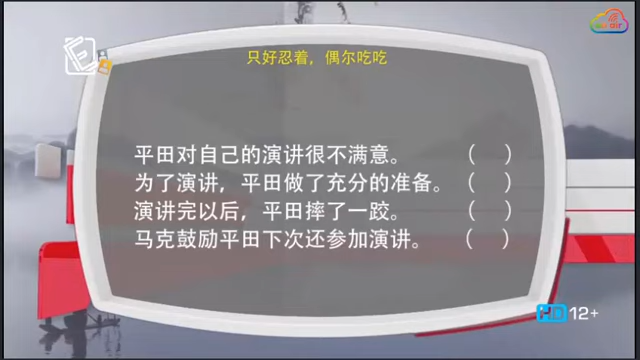 只好忍着，偶尔吃吃
平田对自己的演讲很不满意。 （ ）
为了演讲，平田做了充分的准备。（ ）
演讲完以后，平田摔了一跤。 （ ）
马克鼓励平田下次还参加演讲。 （ ）
HD 12+